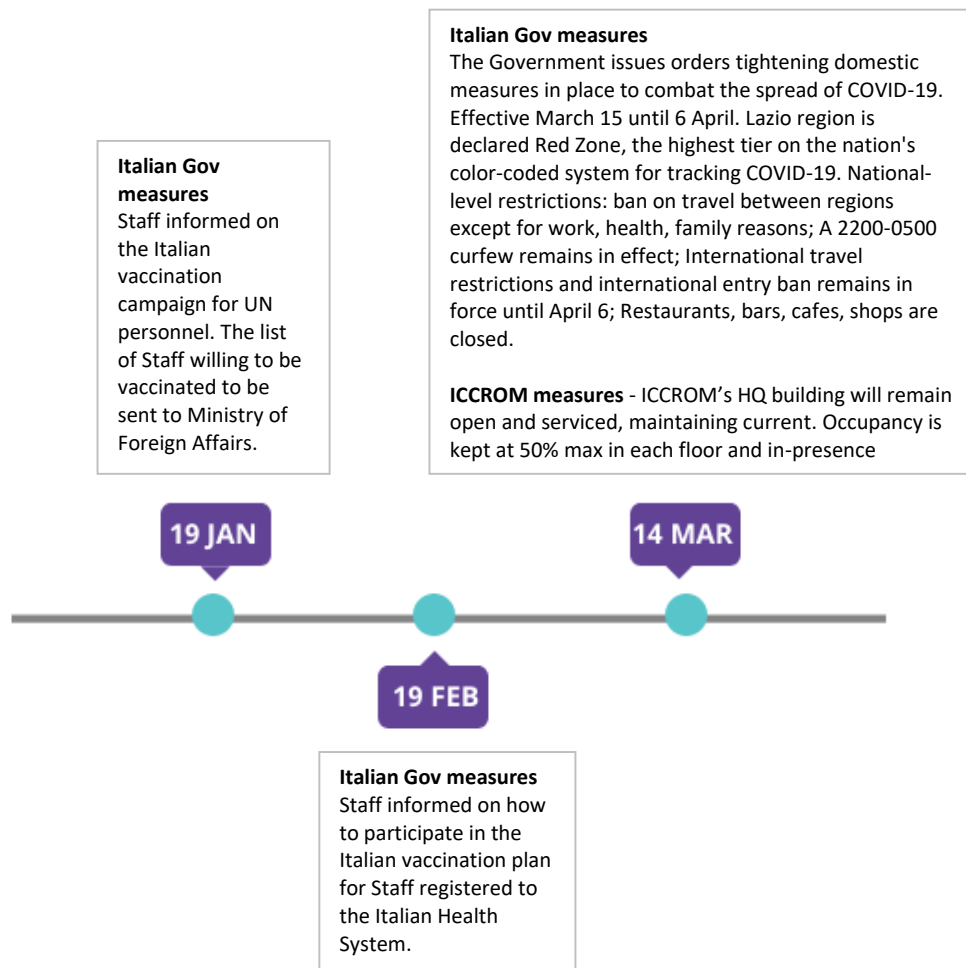 Italian Gov
measures
Staff informed on
the Italian
vaccination
campaign for UN
personnel. The list
of Staff willing to be
vaccinated to be
sent to Ministry of
Foreign Affairs.
Italian Gov measures
The Government issues orders tightening domestic
measures in place to combat the spread of COVID-19.
Effective March 15 until 6 April. Lazio region is
declared Red Zone, the highest tier on the nation's
color-coded system for tracking COVID-19. National-
level restrictions: ban on travel between regions
except for work, health, family reasons; A 2200-0500
curfew remains in effect; International travel
restrictions and international entry ban remains in
force until April 6; Restaurants, bars, cafes, shops are
closed.
ICCROM measures - ICCROM’s HQ building will remain
open and serviced, maintaining current. Occupancy is
kept at 50% max in each floor and in-presence
19 JAN
14 MAR
19 FEB
Italian Gov measures
Staff informed on how
to participate in the
Italian vaccination plan
for Staff registered to
the Italian Health
System.